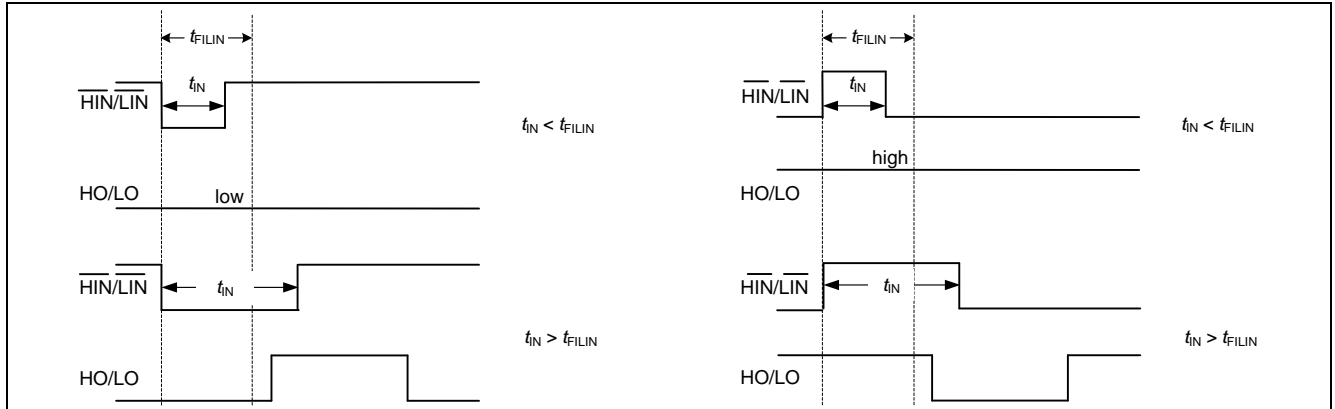 tFILIN
HIN/LIN
tIN
tIN < tFILIN
HO/LO
low
HIN/LIN
tIN
tIN > tFILIN
HO/LO
tFILIN
HIN/LIN
tIN
tIN < tFILIN
high
HO/LO
HIN/LIN
tIN
tIN > tFILIN
HO/LO